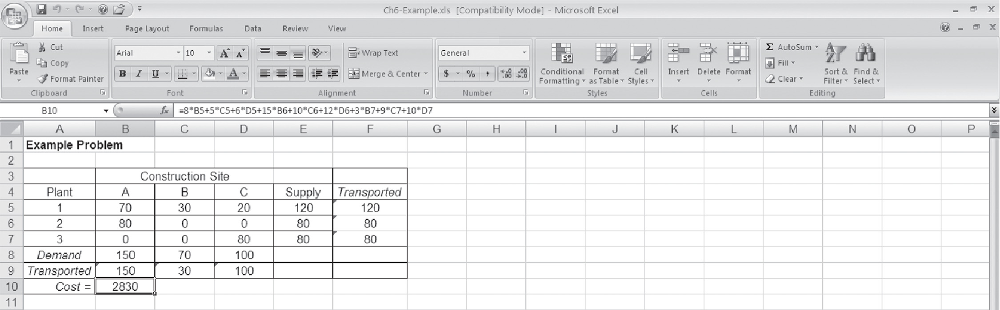 Ch6-Example.xls [Compatibility Mode] - Microsoft Excel
Home Insert Page Layout Formulas Data Review View
Cut
Copy
Format Painter
Paste
Clipboard
Arial 10
B I U A
Font
Wrap Text
Merge & Center
Alignment
General
$ % , .00 .00
Number
Conditional Formatting
Format as Table
Cell Styles
Styles
Insert Delete Format
Cells
Σ AutoSum
Fill
Clear
Sort & Filter
Find & Select
Editing
B10 fx =8*B5+5*C5+6*D5+15*B6+10*C6+12*D6+3*B7+9*C7+10*D7
A B C D E F G H I J K L M N O P
1 Example Problem
2
3 Construction Site
4 Plant A B C Supply Transported
5 1 70 30 20 120 120
6 2 80 0 0 80 80
7 3 0 0 80 80 80
8 Demand 150 70 100
9 Transported 150 30 100
10 Cost = 2830
11